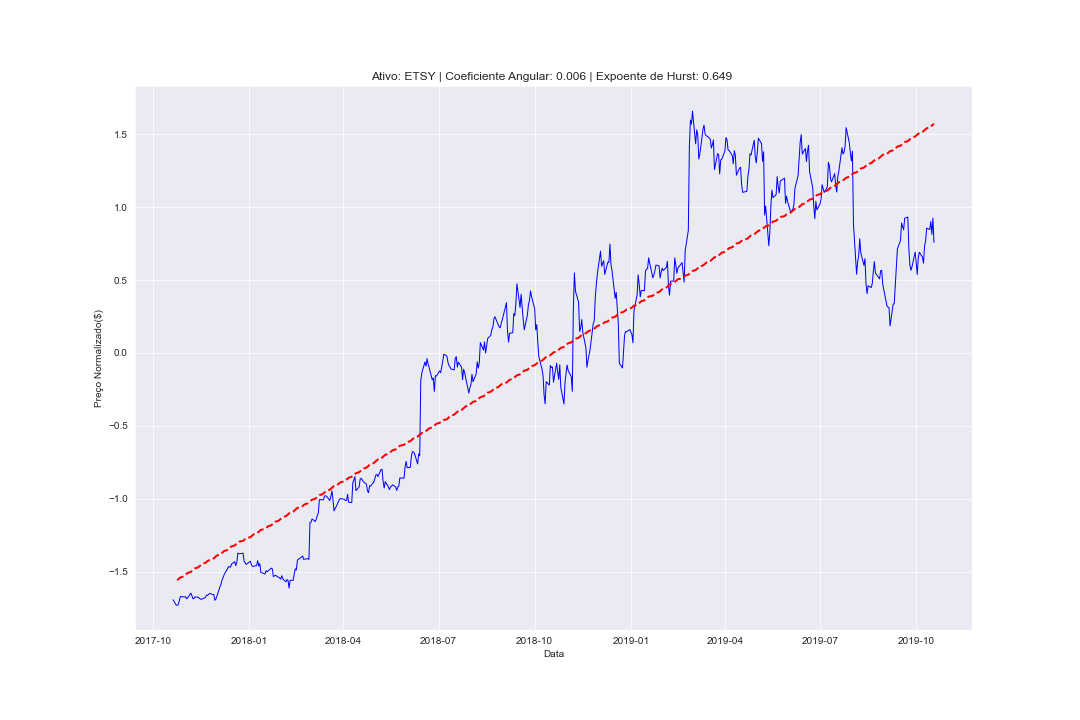 Ativo: ETSY | Coeficiente Angular: 0.006 | Expoente de Hurst: 0.649
Preço Normalizado($)
1.5
1.0
0.5
0.0
−0.5
−1.0
−1.5
2017-10 2018-01 2018-04 2018-07 2018-10 2019-01 2019-04 2019-07 2019-10
Data